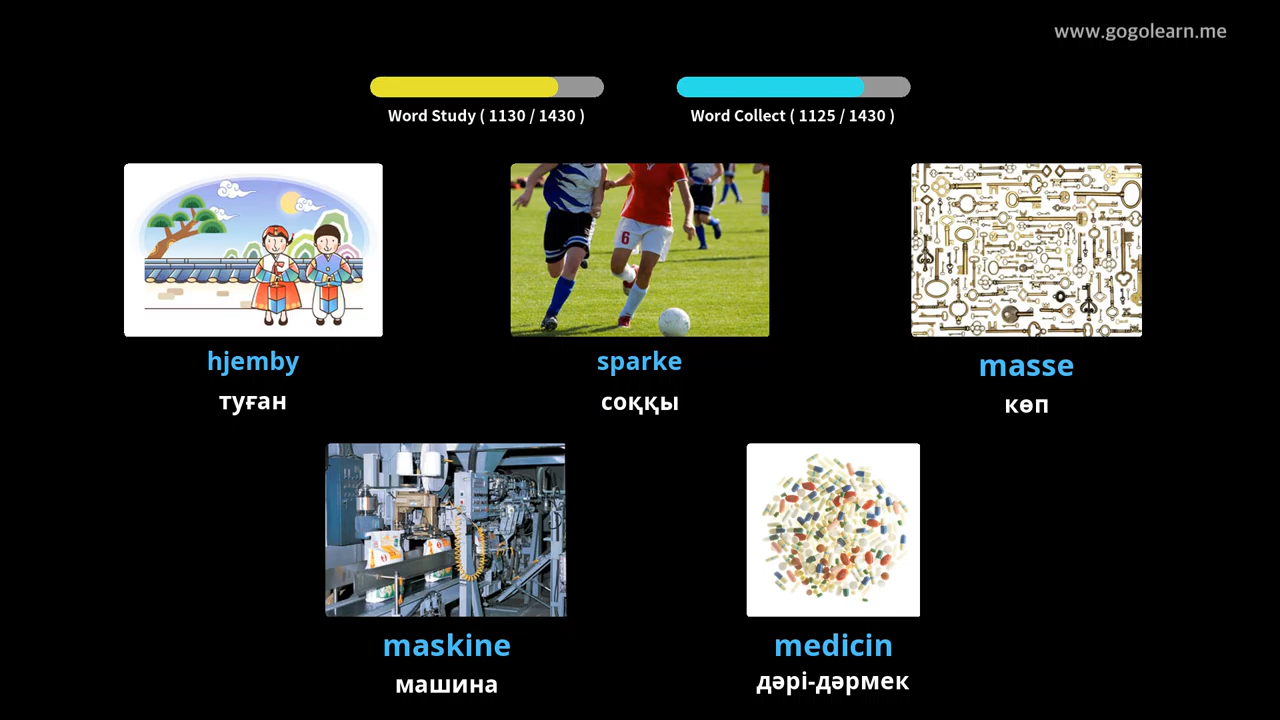 www.gogolearn.me
Word Study ( 1130 / 1430 )
Word Collect ( 1125 / 1430 )
hjemby
туған
sparke
соққы
masse
көп
maskine
машина
medicin
дәрі-дәрмек